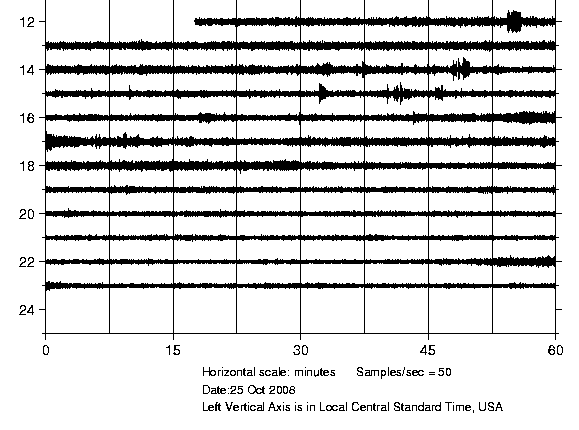 12
14
16
18
20
22
24
0 15 30 45 60
Horizontal scale: minutes Samples/sec = 50
Date:25 Oct 2008
Left Vertical Axis is in Local Central Standard Time, USA